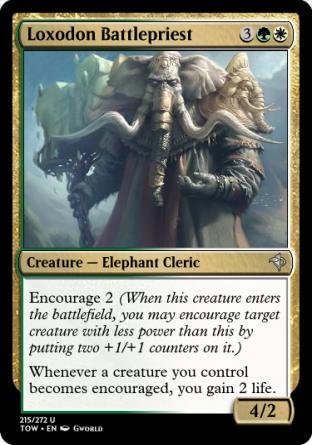 Loxodon Battlepriest 3
Creature — Elephant Cleric
Encourage 2 (When this creature enters
the battlefield, you may encourage target
creature with less power than this by
putting two +1/+1 counters on it.)
Whenever a creature you control
becomes encouraged, you gain 2 life.
4/2
215/272 U
TOW • EN Gworld